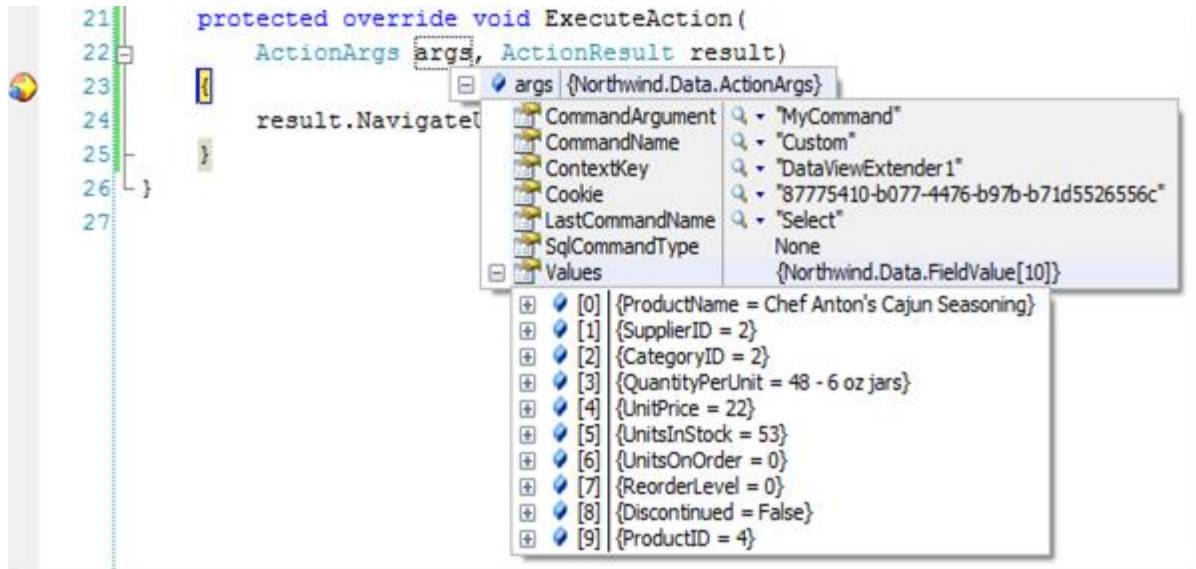 21 protected override void ExecuteAction(
22 ActionArgs args, ActionResult result)
23 {
args {Northwind.Data.ActionArgs}
24 result.Navigate
25 }
26 }
27
CommandArgument "MyCommand"
CommandName "Custom"
ContextKey "DataViewExtender1"
Cookie "87775410-b077-4476-b97b-b71d5526556c"
LastCommandName "Select"
SqlCommandType None
Values {Northwind.Data.FieldValue[10]}
[0] {ProductName = Chef Anton's Cajun Seasoning}
[1] {SupplierID = 2}
[2] {CategoryID = 2}
[3] {QuantityPerUnit = 48 - 6 oz jars}
[4] {UnitPrice = 22}
[5] {UnitsInStock = 53}
[6] {UnitsOnOrder = 0}
[7] {ReorderLevel = 0}
[8] {Discontinued = False}
[9] {ProductID = 4}